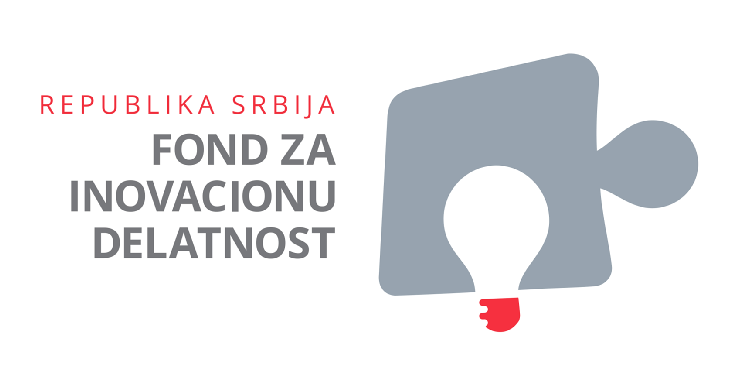 REPUBLIKA SRBIJA
FOND ZA
INOVACIONU
DELATNOST